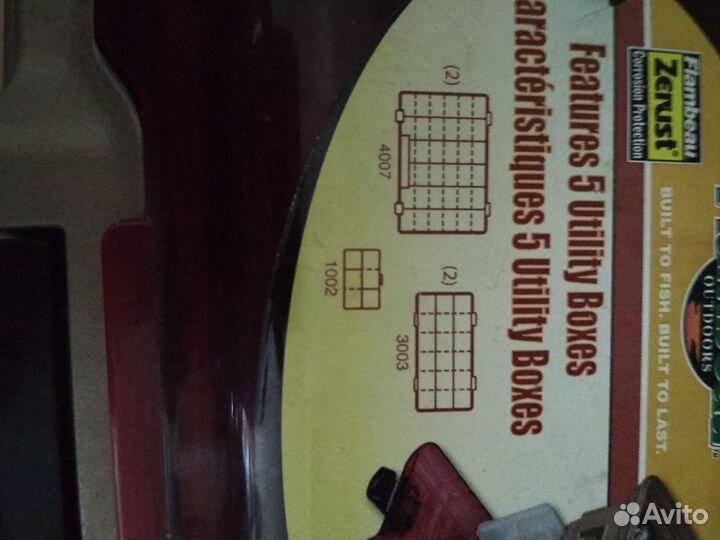 Flambeau
Zerust®
Corrosion Protection
OUTDOORS
BUILT TO FISH. BUILT TO LAST.
Features 5 Utility Boxes
aractéristiques 5 Utility Boxes
(2)
4007
(2)
3003
1002
Avito